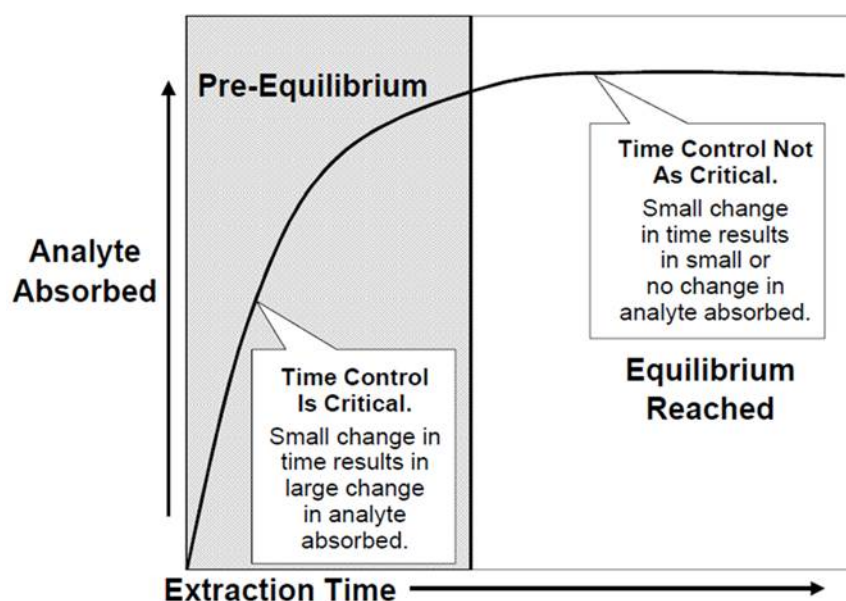 Pre-Equilibrium
Analyte
Absorbed
Time Control Not
As Critical.
Small change
in time results
in small or
no change in
analyte absorbed.
Time Control
Is Critical.
Small change in
time results in
large change
in analyte
absorbed.
Equilibrium
Reached
Extraction Time